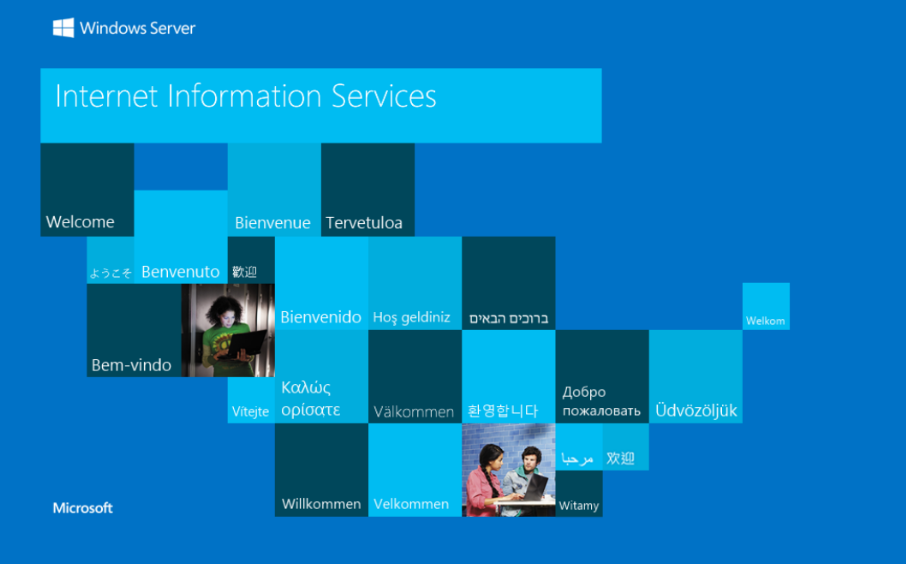 Windows Server
Internet Information Services
Welcome
Bienvenue
Tervetuloa
ようこそ
Benvenuto
歡迎
Bienvenido
Hoş geldiniz
ברוכים הבאים
Welkom
Bem-vindo
Vítejte
Καλώς
ορίσατε
Välkommen
환영합니다
Добро
пожаловать
Üdvözöljük
مرحبا
欢迎
Willkommen
Velkommen
Witamy
Microsoft